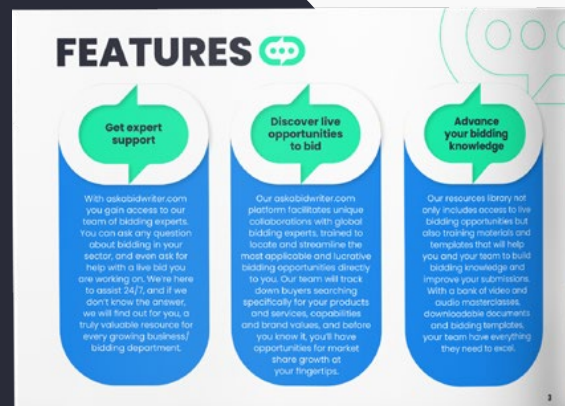 FEATURES
Get expert
support
With askabidwriter.com
you gain access to our
team of bidding experts.
You can ask any question
about bidding in your
sector, and even ask for
help with a live bid you
are working on. We're here
to assist 24/7, and if we
don't know the answer,
we will find out for you, a
truly valuable resource for
every growing business/
bidding department.
Discover live
opportunities
to bid
Our askabidwriter.com
platform facilitates unique
collaborations with global
bidding experts, trained to
locate and streamline the
most applicable and lucrative
bidding opportunities directly
to you. Our team will track
down buyers searching
specifically for your products
and services, capabilities
and brand values, and before
you know it, you'll have
opportunities for market
share growth at
your fingertips.
Advance
your bidding
knowledge
Our resources library not
only includes access to live
bidding opportunities but
also training materials and
templates that will help
you and your team to build
bidding knowledge and
improve your submissions.
With a bank of video and
audio masterclasses,
downloadable documents
and bidding templates,
your team have everything
they need to excel.
3